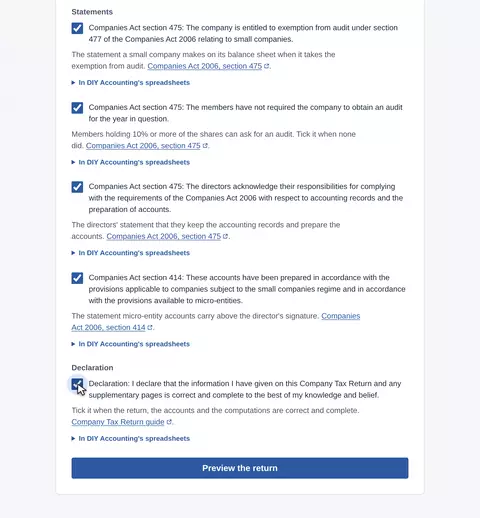 Statements
Companies Act section 475: The company is entitled to exemption from audit under section
477 of the Companies Act 2006 relating to small companies.
The statement a small company makes on its balance sheet when it takes the
exemption from audit. Companies Act 2006, section 475.
In DIY Accounting's spreadsheets
Companies Act section 475: The members have not required the company to obtain an audit
for the year in question.
Members holding 10% or more of the shares can ask for an audit. Tick it when none
did. Companies Act 2006, section 475.
In DIY Accounting's spreadsheets
Companies Act section 475: The directors acknowledge their responsibilities for complying
with the requirements of the Companies Act 2006 with respect to accounting records and the
preparation of accounts.
The directors' statement that they keep the accounting records and prepare the
accounts. Companies Act 2006, section 475.
In DIY Accounting's spreadsheets
Companies Act section 414: These accounts have been prepared in accordance with the
provisions applicable to companies subject to the small companies regime and in accordance
with the provisions available to micro-entities.
The statement micro-entity accounts carry above the director's signature. Companies
Act 2006, section 414.
In DIY Accounting's spreadsheets
Declaration
Declaration: I declare that the information I have given on this Company Tax Return and any
supplementary pages is correct and complete to the best of my knowledge and belief.
Tick it when the return, the accounts and the computations are correct and complete.
Company Tax Return guide.
In DIY Accounting's spreadsheets
Preview the return